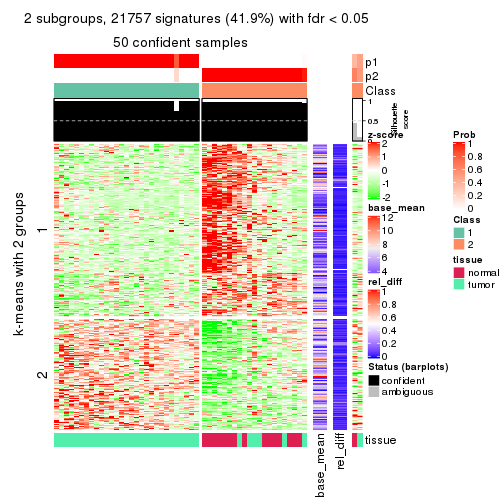 2 subgroups, 21757 signatures (41.9%) with fdr < 0.05
50 confident samples
p1
p2
Class
1
0.5
0
Silhouette
score
k-means with 2 groups
1
2
tissue
base_mean
rel_diff
z-score
2
1
0
-1
-2
base_mean
12
10
8
6
4
rel_diff
1
0.8
0.6
0.4
0.2
0
Status (barplots)
confident
ambiguous
Prob
1
0.8
0.6
0.4
0.2
0
Class
1
2
tissue
normal
tumor